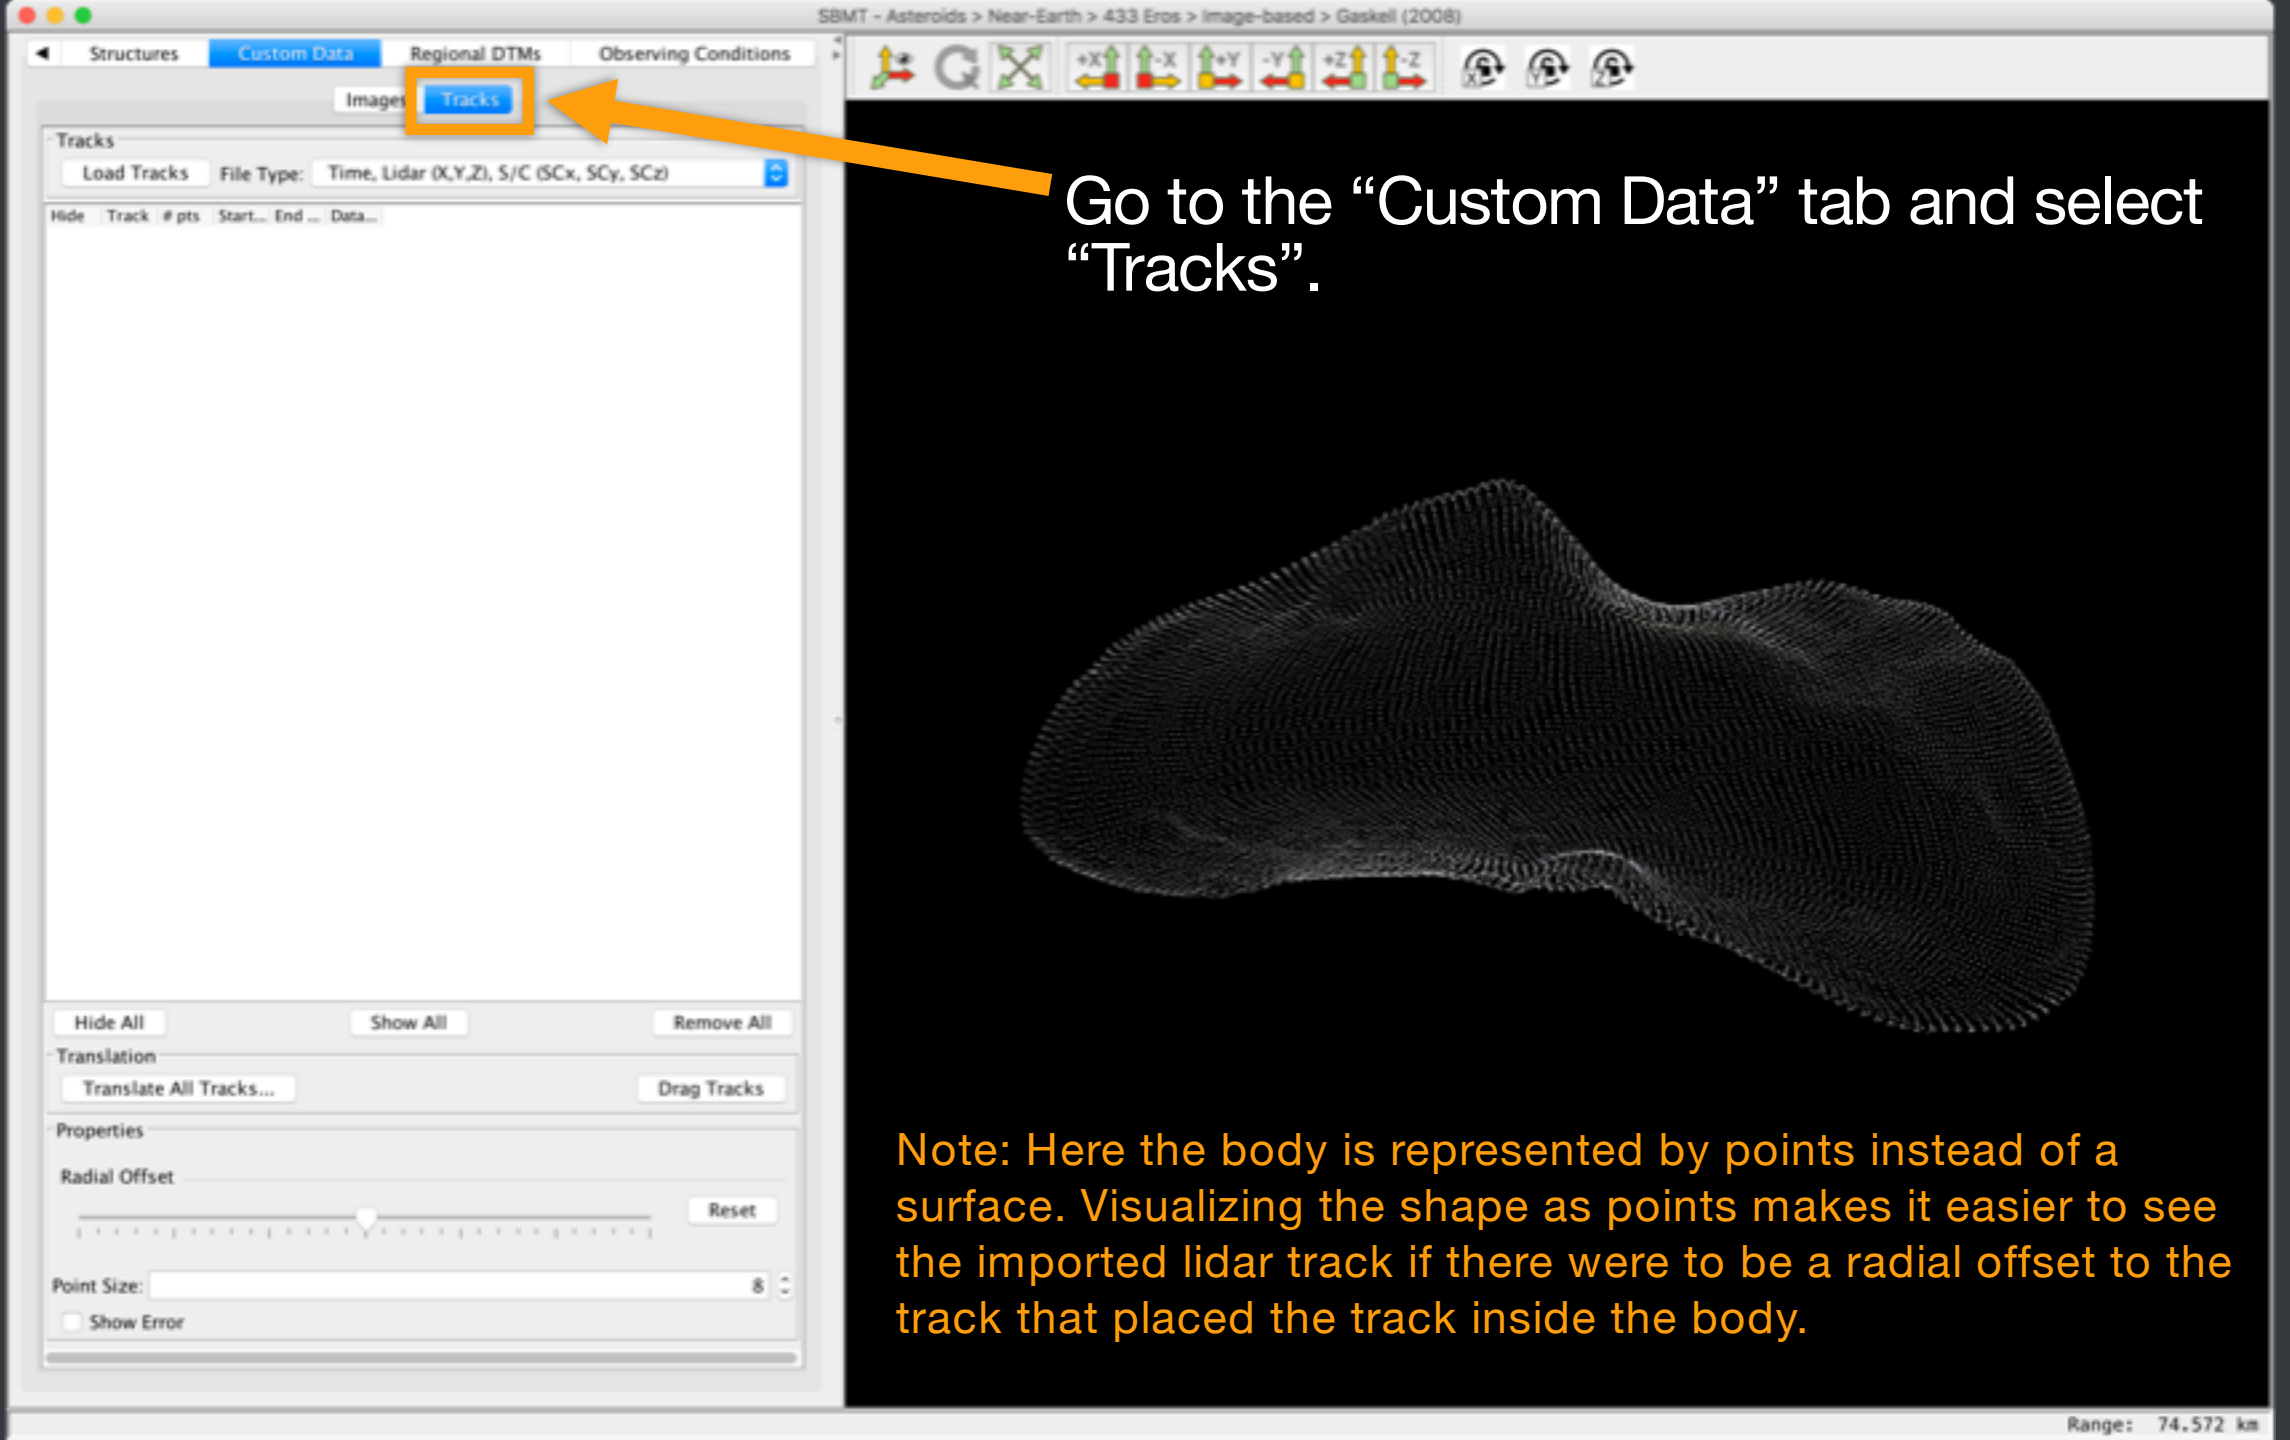 SBMT - Asteroids > Near-Earth > 433 Eros > Image-based > Gaskell (2008)
Structures Custom Data Regional DTMs Observing Conditions
+X -X +Y -Y +Z -Z X Y Z
Images Tracks
Tracks
Load Tracks File Type: Time, Lidar (X,Y,Z), S/C (SCx, SCy, SCz)
Hide Track # pts Start... End ... Data...
Go to the “Custom Data” tab and select
“Tracks”.
Hide All Show All Remove All
Translation
Translate All Tracks... Drag Tracks
Properties
Radial Offset
Reset
Point Size: 8
Show Error
Note: Here the body is represented by points instead of a
surface. Visualizing the shape as points makes it easier to see
the imported lidar track if there were to be a radial offset to the
track that placed the track inside the body.
Range: 74.572 km